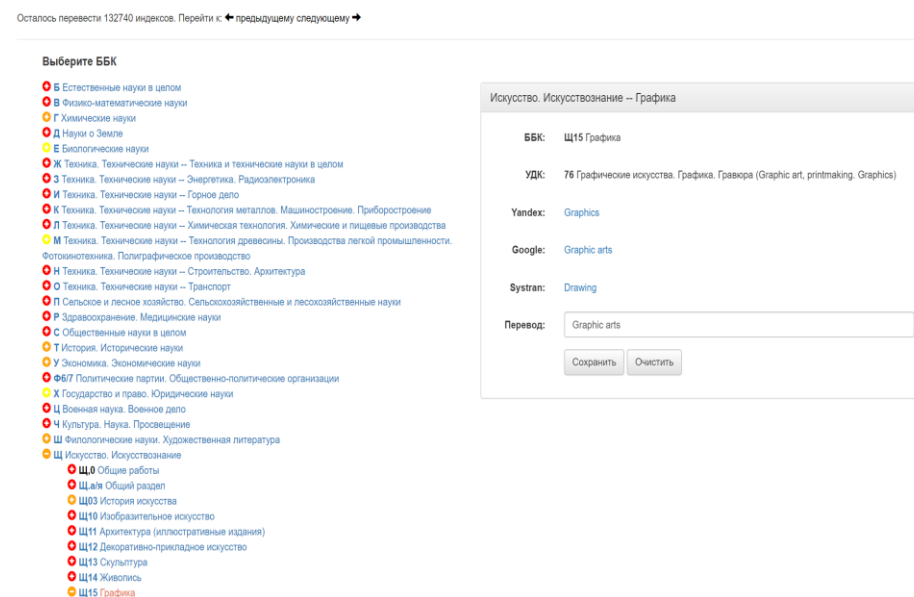 Осталось перевести 132740 индексов. Перейти к: предыдущему следующему
Выберите ББК
Б Естественные науки в целом
В Физико-математические науки
Г Химические науки
Д Науки о Земле
Е Биологические науки
Ж Техника. Технические науки -- Техника и технические науки в целом
З Техника. Технические науки -- Энергетика. Радиоэлектроника
И Техника. Технические науки -- Горное дело
К Техника. Технические науки -- Технология металлов. Машиностроение. Приборостроение
Л Техника. Технические науки -- Химическая технология. Химические и пищевые производства
М Техника. Технические науки -- Технология древесины. Производства легкой промышленности.
Фотокинотехника. Полиграфическое производство
Н Техника. Технические науки -- Строительство. Архитектура
О Техника. Технические науки -- Транспорт
П Сельское и лесное хозяйство. Сельскохозяйственные и лесохозяйственные науки
Р Здравоохранение. Медицинские науки
С Общественные науки в целом
Т История. Исторические науки
У Экономика. Экономические науки
Ф6/7 Политические партии. Общественно-политические организации
Х Государство и право. Юридические науки
Ц Военная наука. Военное дело
Ч Культура. Наука. Просвещение
Ш Филологические науки. Художественная литература
Щ Искусство. Искусствознание
Щ,0 Общие работы
Щ.а/я Общий раздел
Щ03 История искусства
Щ10 Изобразительное искусство
Щ11 Архитектура (иллюстративные издания)
Щ12 Декоративно-прикладное искусство
Щ13 Скульптура
Щ14 Живопись
Щ15 Графика
Искусство. Искусствознание -- Графика
ББК: Щ15 Графика
УДК: 76 Графические искусства. Графика. Гравюра (Graphic art, printmaking. Graphics)
Yandex: Graphics
Google: Graphic arts
Systran: Drawing
Перевод: Graphic arts
Сохранить Очистить